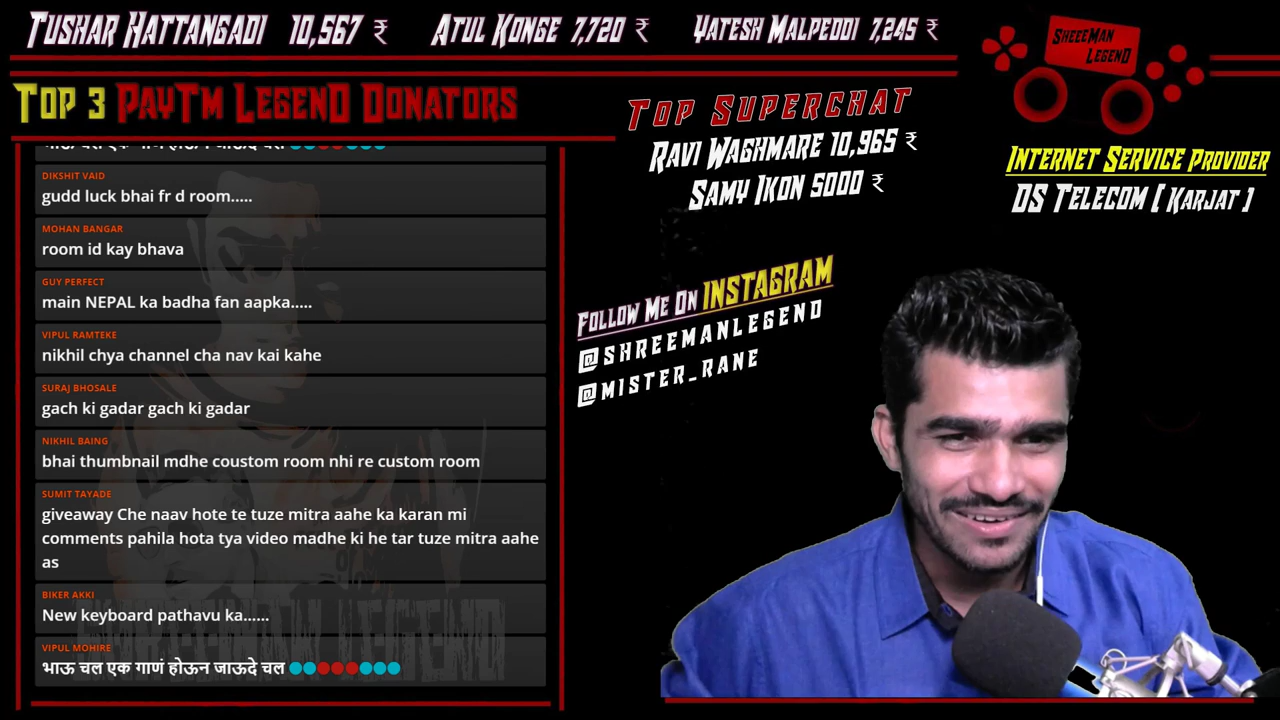 TUSHAR HATTANGADI 10,567 ₹ ATUL KONGE 7,720 ₹ YATESH MALPEDDI 7,245 ₹
SHREEMAN
LEGEND
TOP 3 PAYTM LEGEND DONATORS
TOP SUPERCHAT
RAVI WAGHMARE 10,965 ₹
SAMY IKON 5000 ₹
INTERNET SERVICE PROVIDER
DS TELECOM [ KARJAT ]
FOLLOW ME ON INSTAGRAM
@SHREEMANLEGEND
@MISTER_RANE
DIKSHIT VAID
gudd luck bhai fr d room.....
MOHAN BANGAR
room id kay bhava
GUY PERFECT
main NEPAL ka badha fan aapka.....
VIPUL RAMTEKE
nikhil chya channel cha nav kai kahe
SURAJ BHOSALE
gach ki gadar gach ki gadar
NIKHIL BAING
bhai thumbnail mdhe coustom room nhi re custom room
SUMIT TAYADE
giveaway Che naav hote te tuze mitra aahe ka karan mi
comments pahila hota tya video madhe ki he tar tuze mitra aahe
as
BIKER AKKI
New keyboard pathavu ka......
VIPUL MOHIRE
भाऊ चल एक गाणं होऊन जाऊदे चल